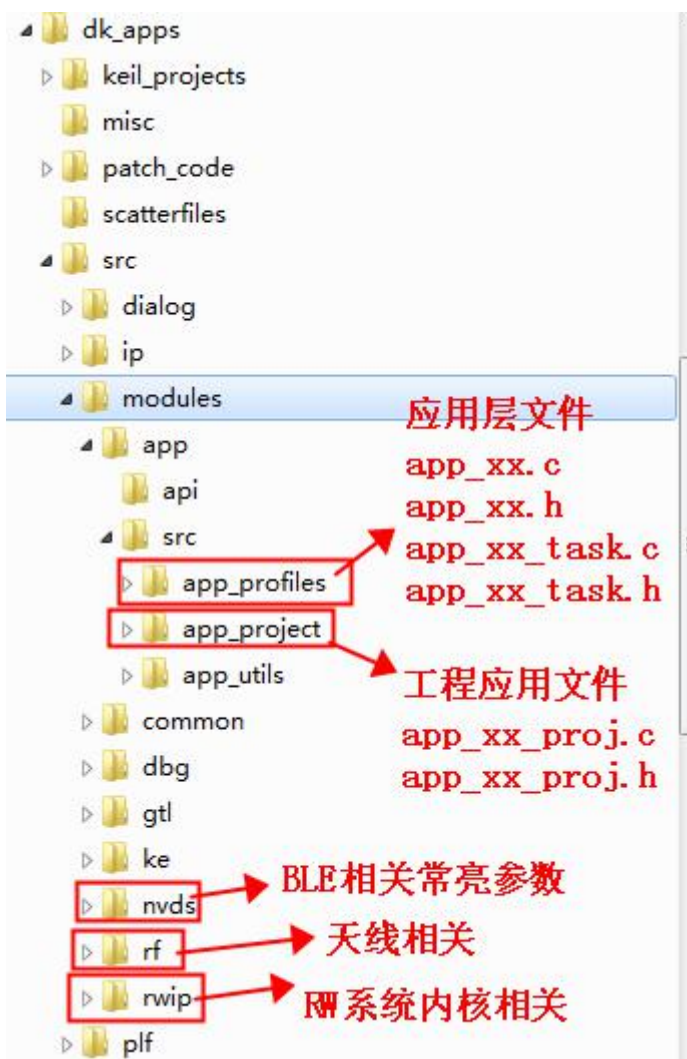 dk_apps
keil_projects
misc
patch_code
scatterfiles
src
dialog
ip
modules
app
api
src
app_profiles
app_project
app_utils
common
dbg
gtl
ke
nvds
rf
rwip
plf
应用层文件
app_xx.c
app_xx.h
app_xx_task.c
app_xx_task.h
工程应用文件
app_xx_proj.c
app_xx_proj.h
BLE相关常亮参数
天线相关
RW系统内核相关